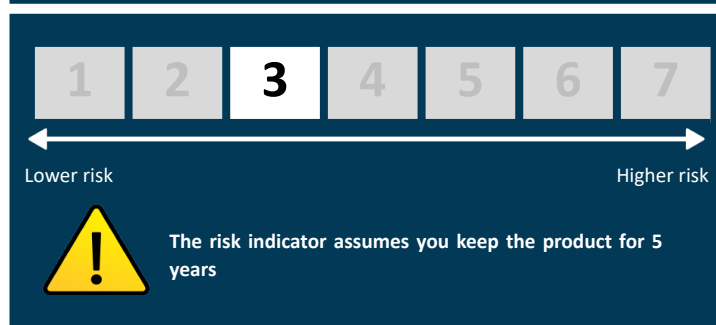 1 2 3 4 5 6 7
Lower risk Higher risk
The risk indicator assumes you keep the product for 5
years